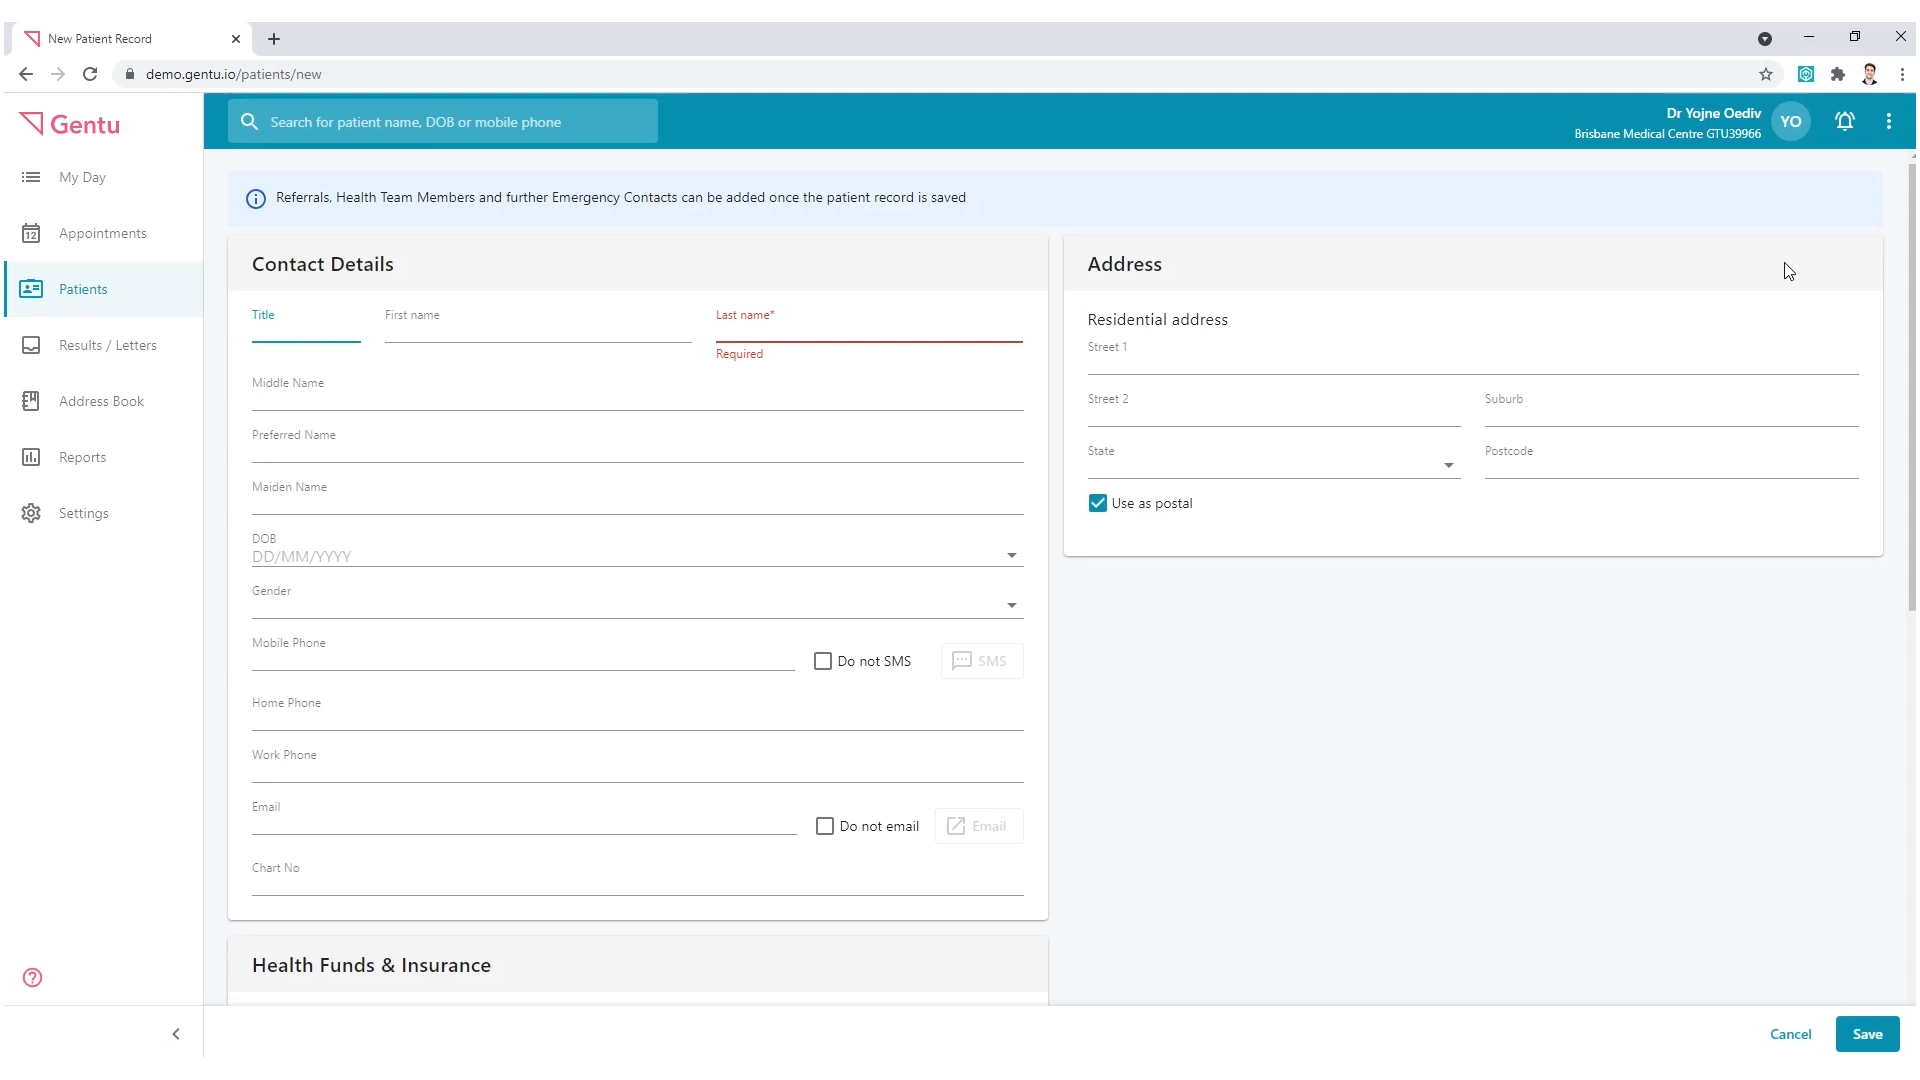 New Patient Record
demo.gentu.io/patients/new
Gentu
Search for patient name, DOB or mobile phone
Dr Yojne Oediv
Brisbane Medical Centre GTU39966
YO
My Day
12
Appointments
Patients
Results / Letters
Address Book
Reports
Settings
Referrals, Health Team Members and further Emergency Contacts can be added once the patient record is saved
Contact Details
Title
First name
Last name*
Required
Middle Name
Preferred Name
Maiden Name
DOB
DD/MM/YYYY
Gender
Mobile Phone
Do not SMS
SMS
Home Phone
Work Phone
Email
Do not email
Email
Chart No
Health Funds & Insurance
Address
Residential address
Street 1
Street 2
Suburb
State
Postcode
Use as postal
Cancel
Save